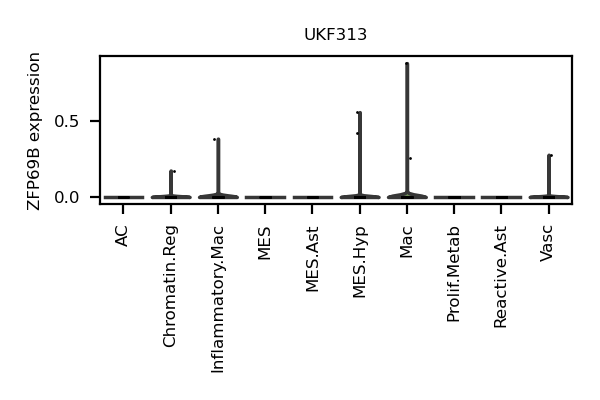 UKF313
ZFP69B expression
0.5
0.0
AC
Chromatin.Reg
Inflammatory.Mac
MES
MES.Ast
MES.Hyp
Mac
Prolif.Metab
Reactive.Ast
Vasc